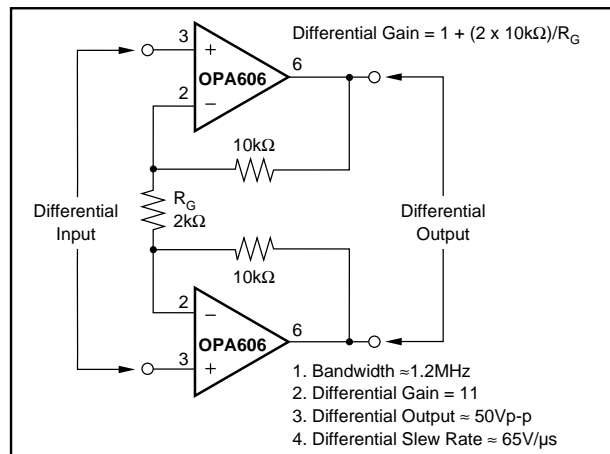 Differential Gain = 1 + (2 x 10kΩ)/RG
3
+
OPA606
6
2
–
10kΩ
RG
2kΩ
Differential
Input
Differential
Output
10kΩ
2
–
6
OPA606
3
+
1. Bandwidth ≈1.2MHz
2. Differential Gain = 11
3. Differential Output ≈ 50Vp-p
4. Differential Slew Rate ≈ 65V/µs